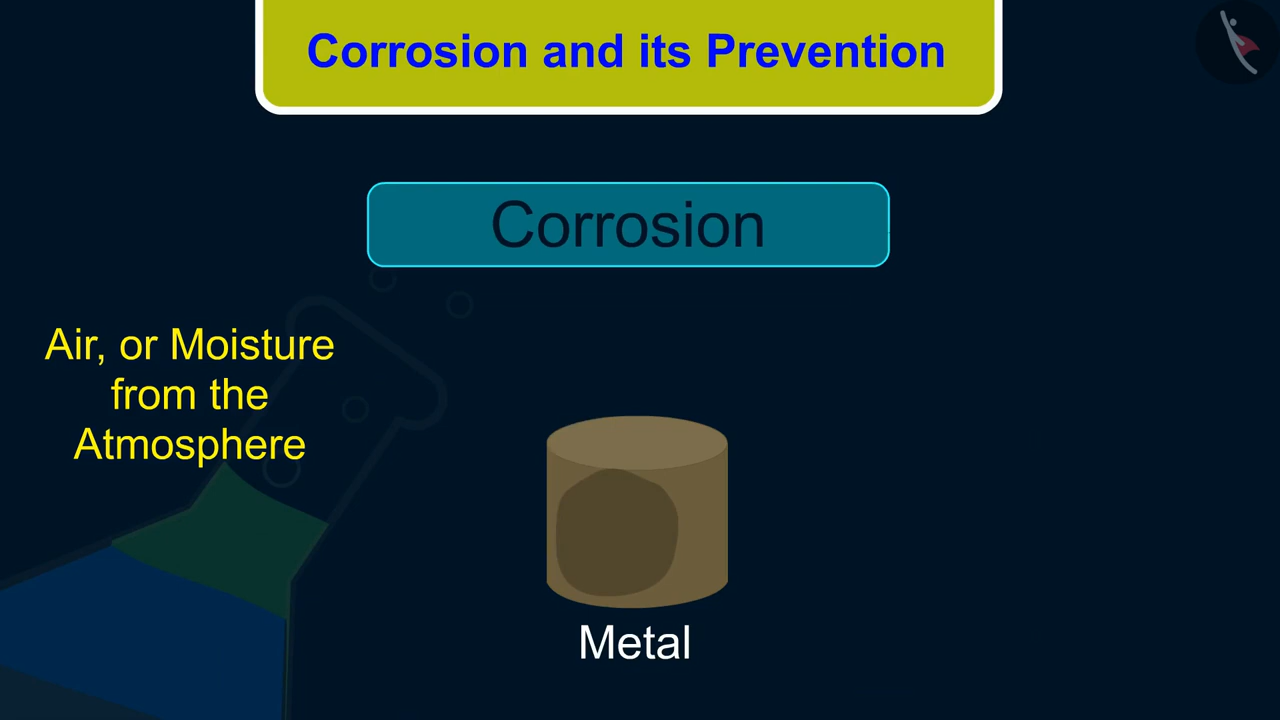 Corrosion and its Prevention
Corrosion
Air, or Moisture
from the
Atmosphere
Metal